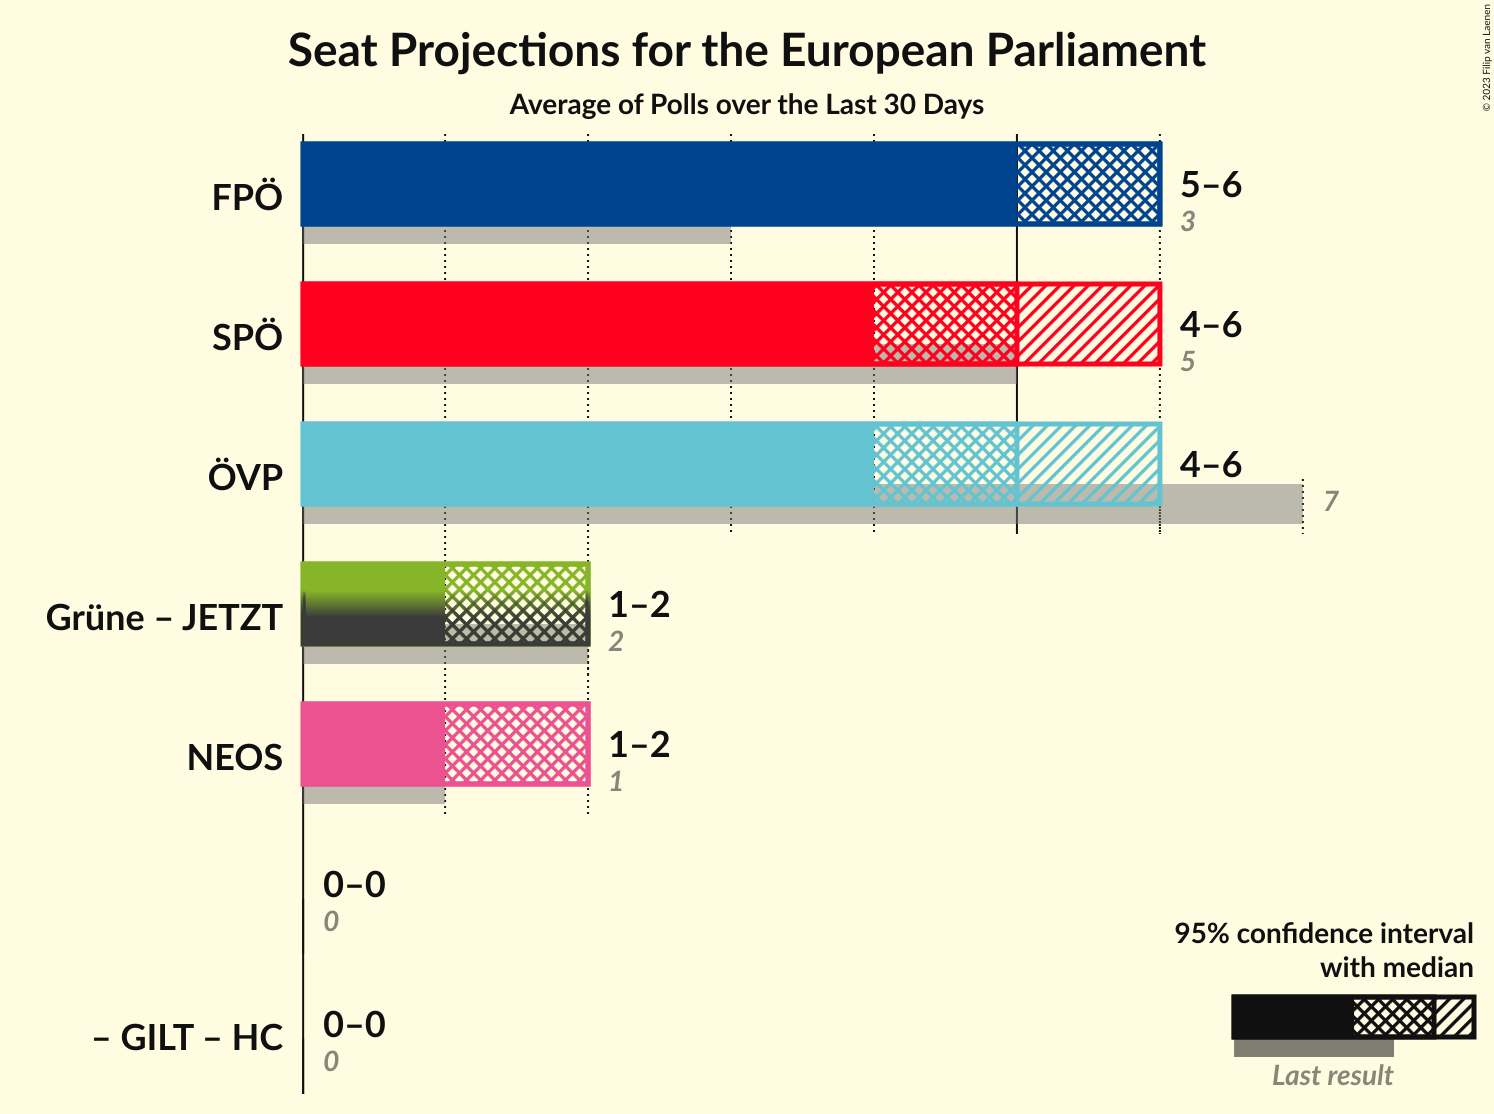 Seat Projections for the European Parliament
Average of Polls over the Last 30 Days
© 2023 Filip van Laenen
FPÖ
5–6
3
SPÖ
4–6
5
ÖVP
4–6
7
Grüne – JETZT
1–2
2
NEOS
1–2
1
0–0
0
– GILT – HC
0–0
0
95% confidence interval
with median
Last result